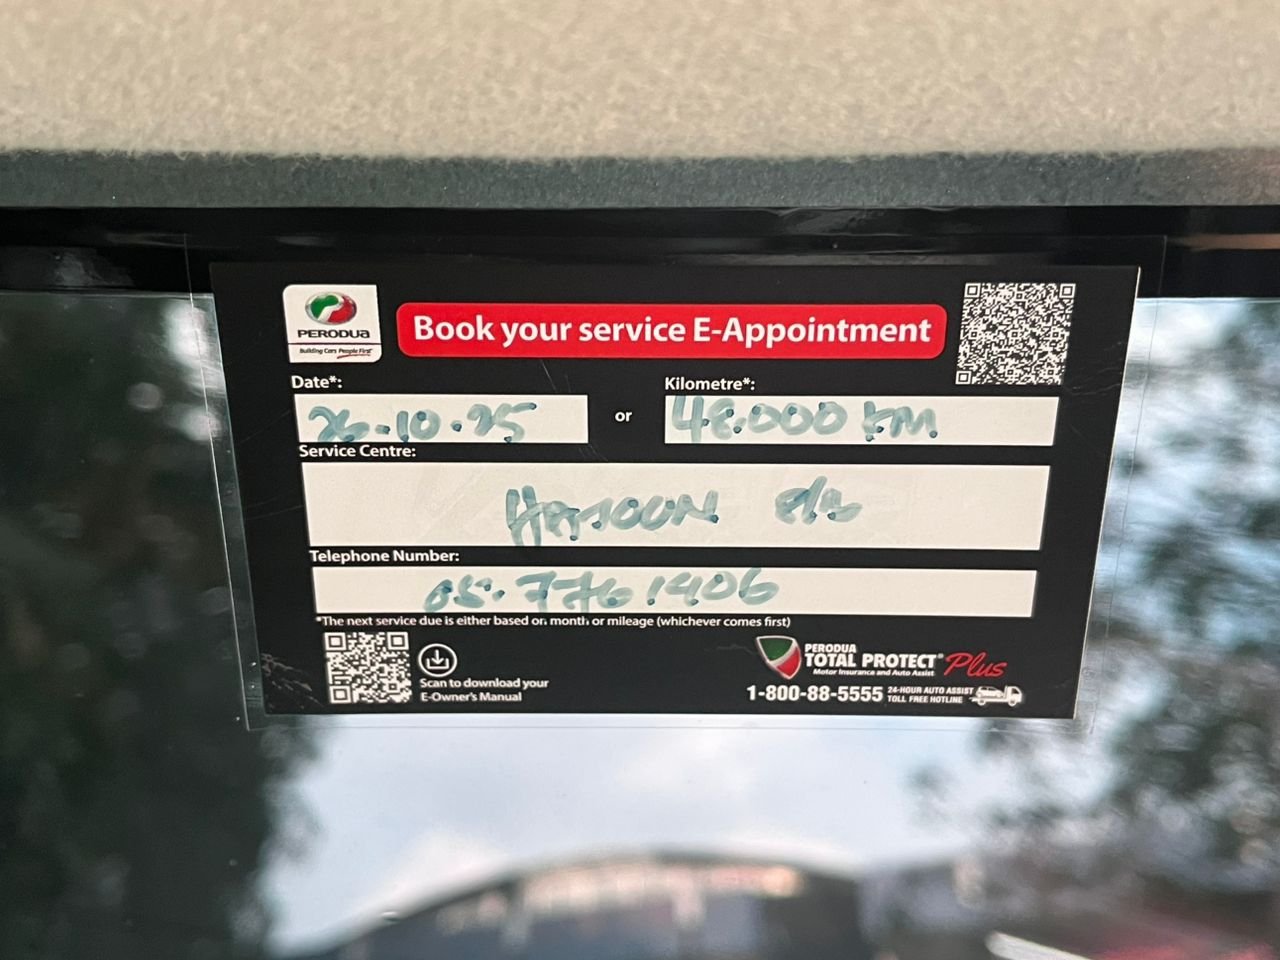 PERODUA
Building Cars People First
Book your service E-Appointment
Date*:
26.10.25
or
Kilometre*:
48.000 KM
Service Centre:
Telephone Number:
05.7761406
*The next service due is either based on month or mileage (whichever comes first)
Scan to download your
E-Owner's Manual
PERODUA
TOTAL PROTECT Plus
Motor Insurance and Auto Assist
1-800-88-5555 24-HOUR AUTO ASSIST
TOLL FREE HOTLINE